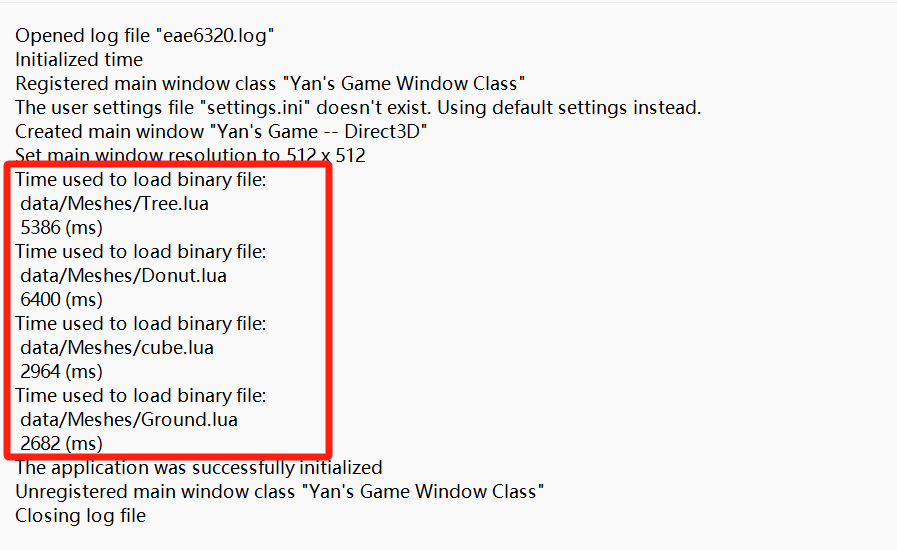 Opened log file "eae6320.log"
Initialized time
Registered main window class "Yan's Game Window Class"
The user settings file "settings.ini" doesn't exist. Using default settings instead.
Created main window "Yan's Game -- Direct3D"
Set main window resolution to 512 x 512
Time used to load binary file:
data/Meshes/Tree.lua
5386 (ms)
Time used to load binary file:
data/Meshes/Donut.lua
6400 (ms)
Time used to load binary file:
data/Meshes/cube.lua
2964 (ms)
Time used to load binary file:
data/Meshes/Ground.lua
2682 (ms)
The application was successfully initialized
Unregistered main window class "Yan's Game Window Class"
Closing log file